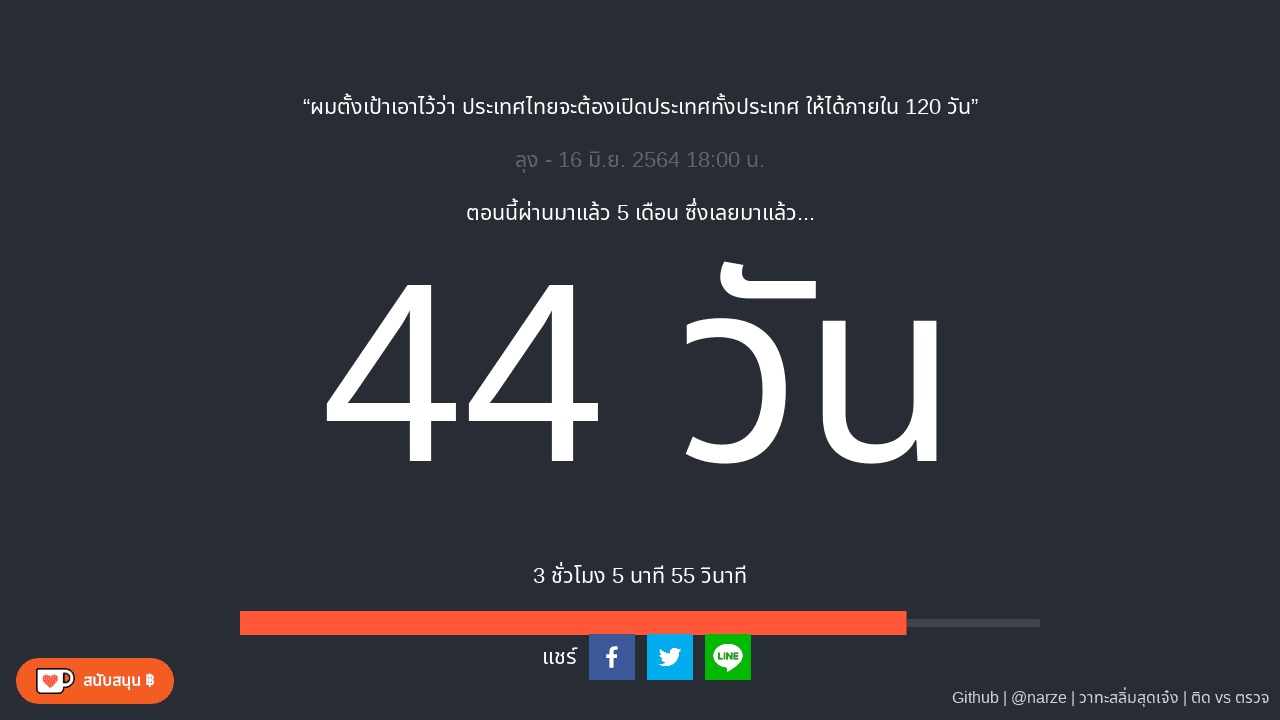 “ผมตั้งเป้าเอาไว้ว่า ประเทศไทยจะต้องเปิดประเทศทั้งประเทศ ให้ได้ภายใน 120 วัน”
ลุง - 16 มิ.ย. 2564 18:00 น.
ตอนนี้ผ่านมาแล้ว 5 เดือน ซึ่งเลยมาแล้ว...
44 วัน
3 ชั่วโมง 5 นาที 55 วินาที
แชร์
LINE
สนับสนุน ฿
Github | @narze | วาทะสลิ่มสุดเจ๋ง | ติด vs ตรวจ